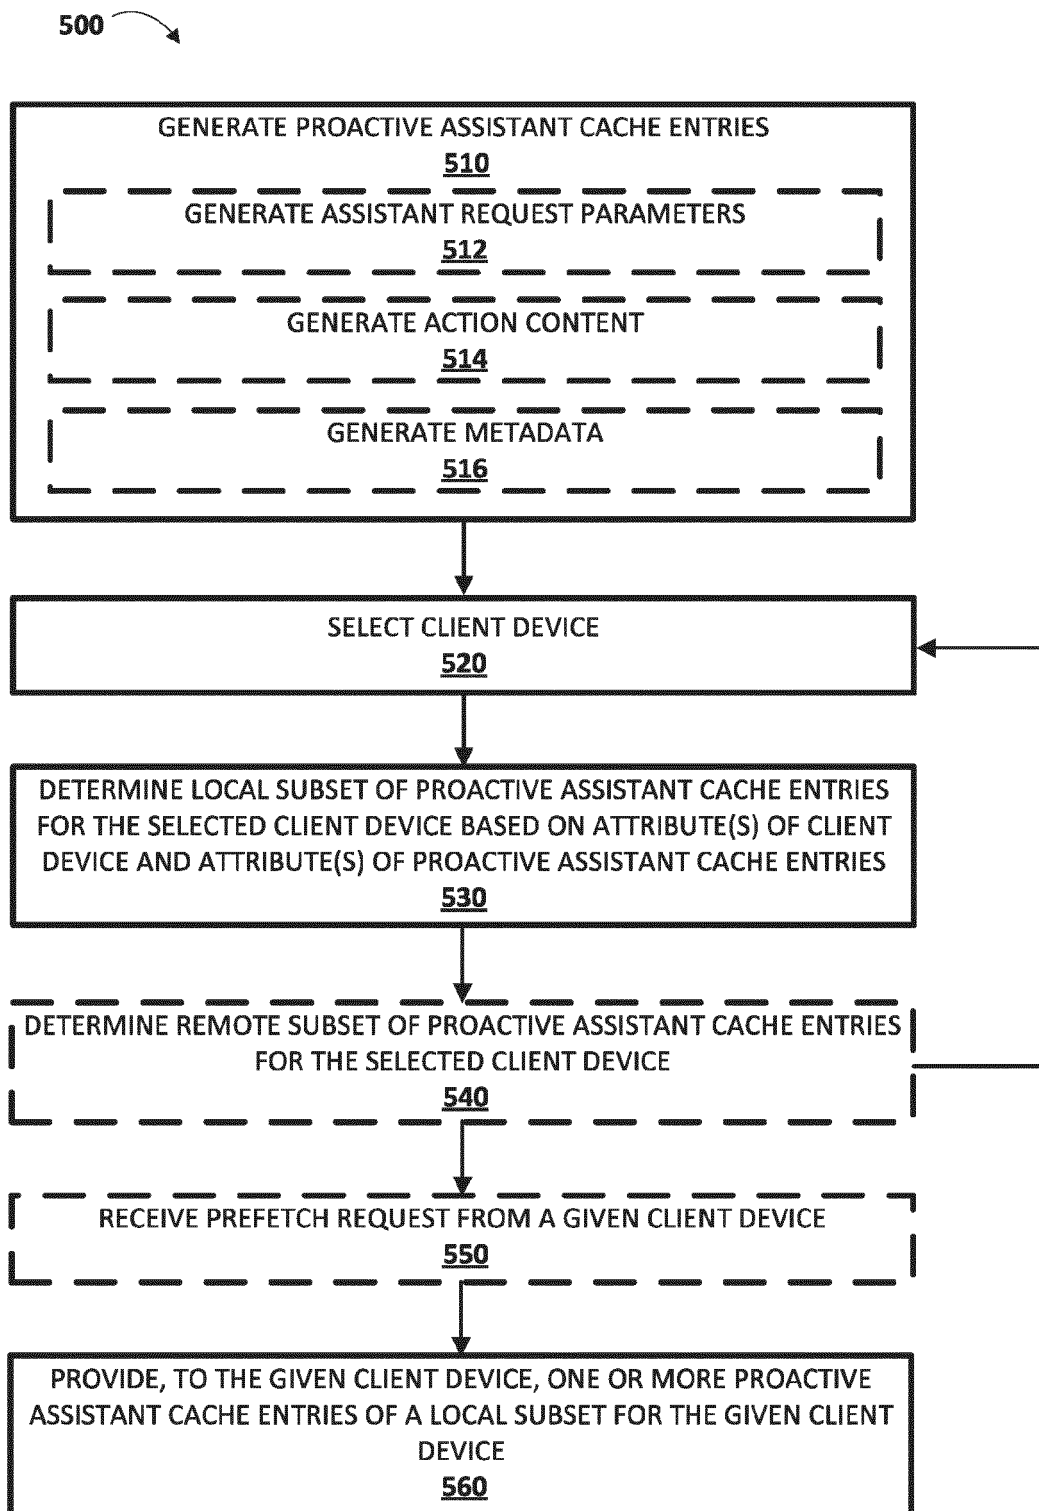 500
GENERATE PROACTIVE ASSISTANT CACHE ENTRIES
510
GENERATE ASSISTANT REQUEST PARAMETERS
512
GENERATE ACTION CONTENT
514
GENERATE METADATA
516
SELECT CLIENT DEVICE
520
DETERMINE LOCAL SUBSET OF PROACTIVE ASSISTANT CACHE ENTRIES
FOR THE SELECTED CLIENT DEVICE BASED ON ATTRIBUTE(S) OF CLIENT
DEVICE AND ATTRIBUTE(S) OF PROACTIVE ASSISTANT CACHE ENTRIES
530
DETERMINE REMOTE SUBSET OF PROACTIVE ASSISTANT CACHE ENTRIES
FOR THE SELECTED CLIENT DEVICE
540
RECEIVE PREFETCH REQUEST FROM A GIVEN CLIENT DEVICE
550
PROVIDE, TO THE GIVEN CLIENT DEVICE, ONE OR MORE PROACTIVE
ASSISTANT CACHE ENTRIES OF A LOCAL SUBSET FOR THE GIVEN CLIENT
DEVICE
560